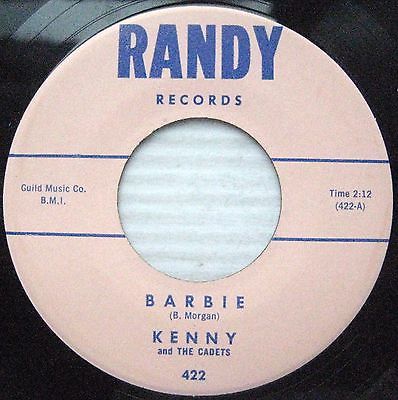 RANDY
RECORDS
Guild Music Co.
B.M.I.
Time 2:12
(422-A)
BARBIE
(B. Morgan)
KENNY
and THE CADETS
422